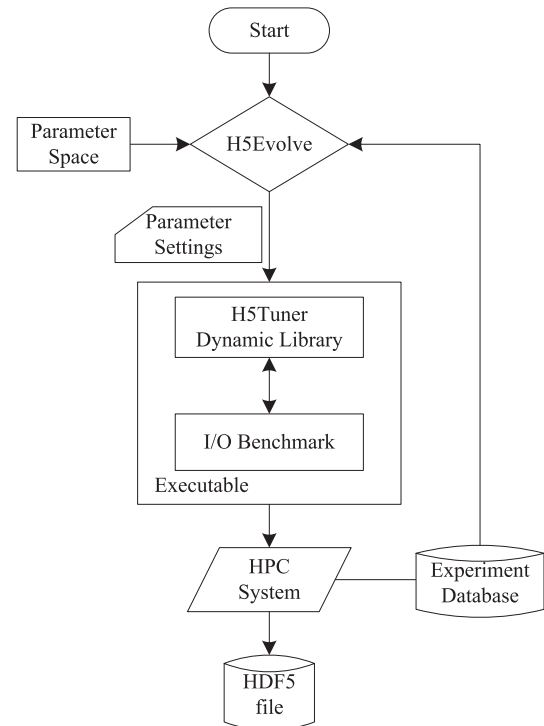 Start
Parameter
Space
H5Evolve
Parameter
Settings
H5Tuner
Dynamic Library
I/O Benchmark
Executable
HPC
System
Experiment
Database
HDF5
file